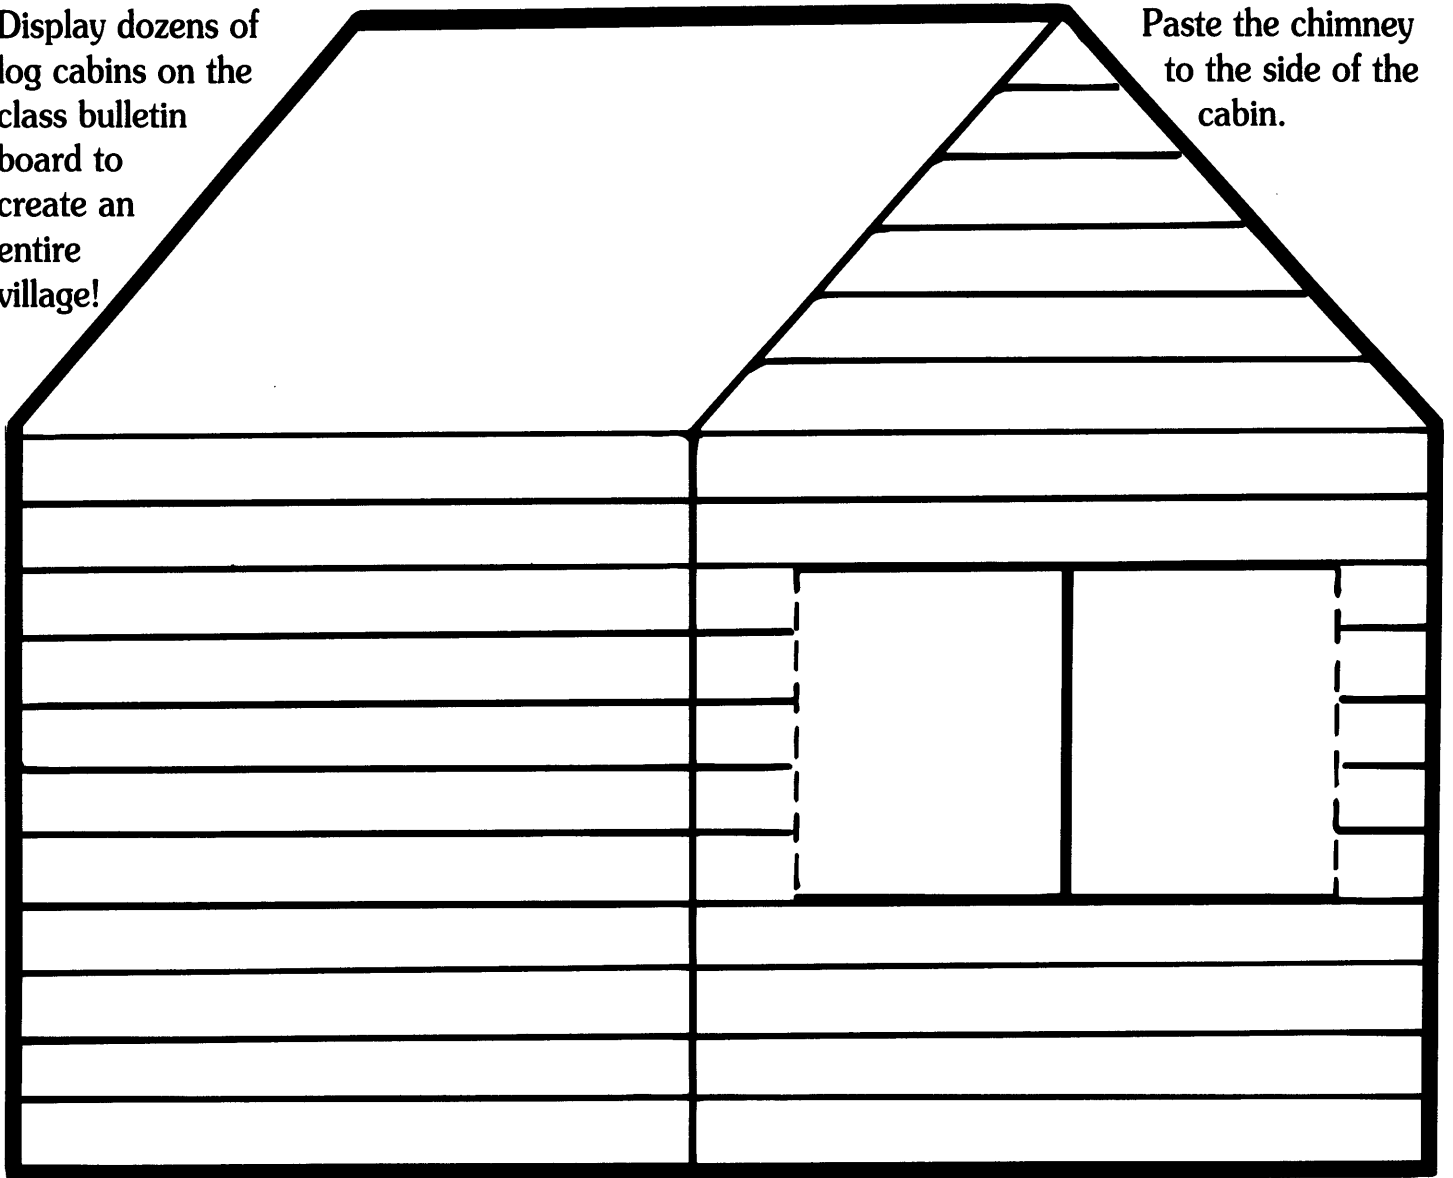 Display dozens of
log cabins on the
class bulletin
board to
create an
entire
village!
Paste the chimney
to the side of the
cabin.